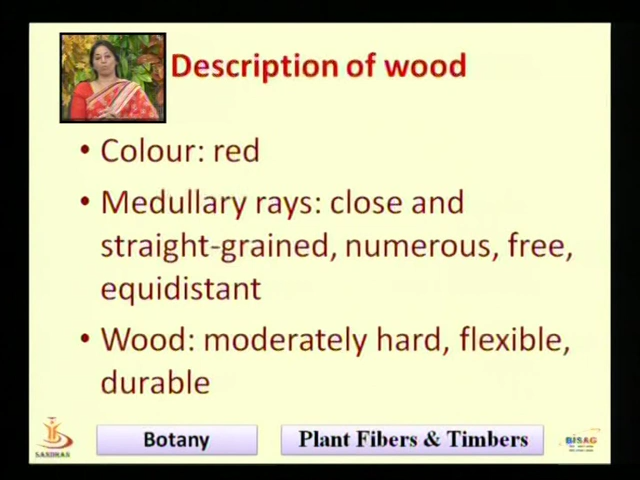 Description of wood
• Colour: red
• Medullary rays: close and
straight-grained, numerous, free,
equidistant
• Wood: moderately hard, flexible,
durable
SANDHAN
Botany
Plant Fibers & Timbers
BISAG